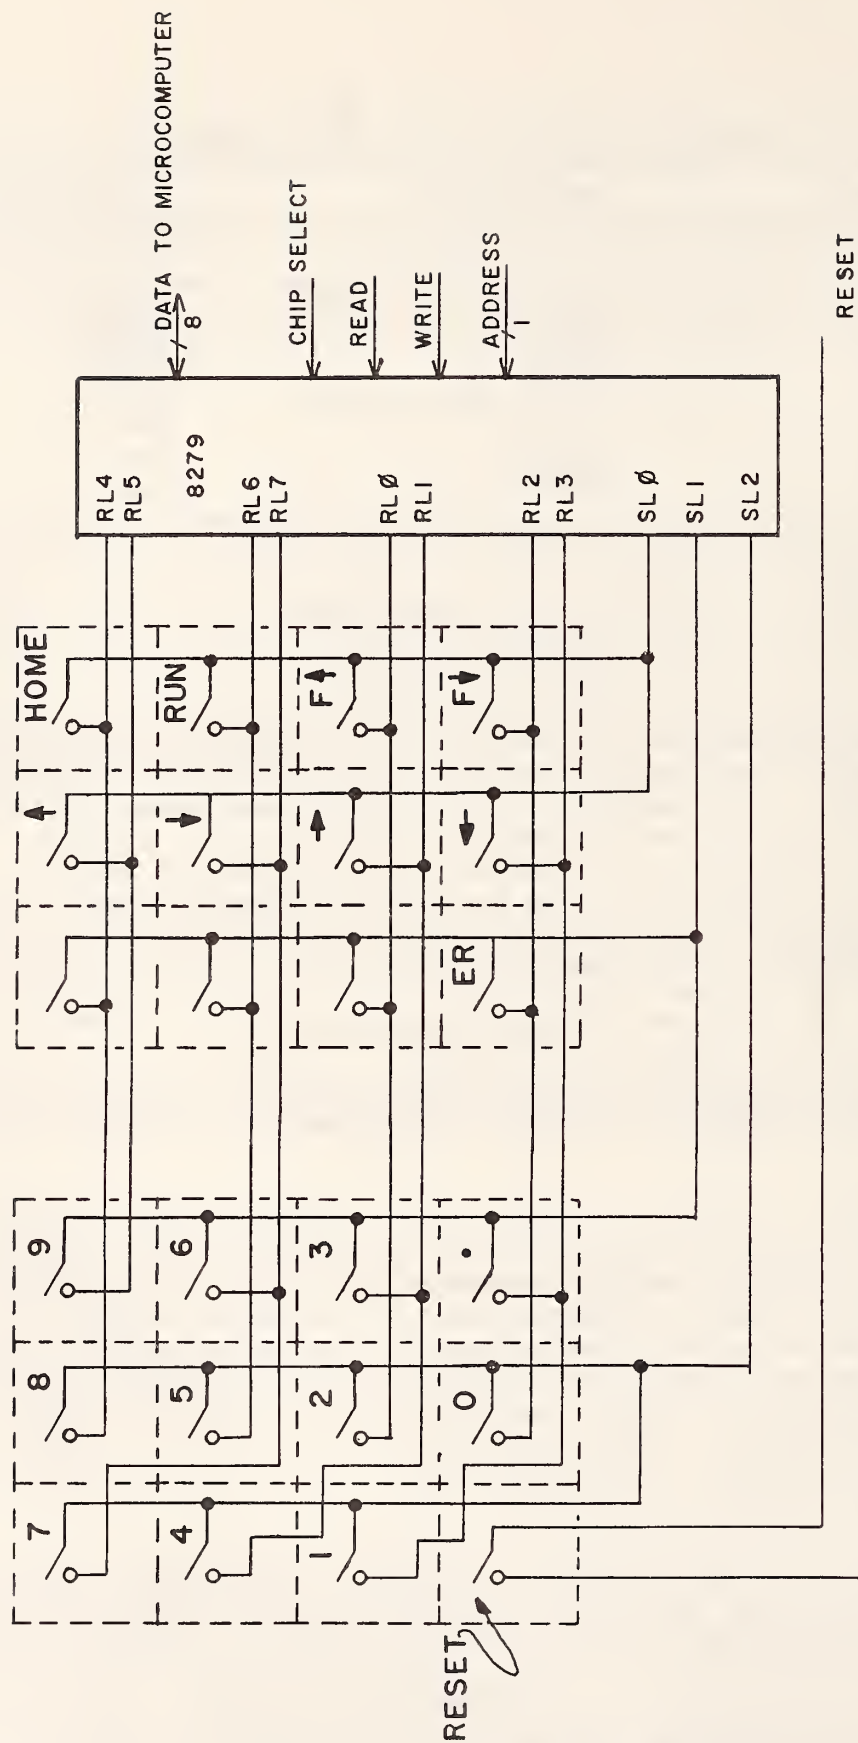 DATA TO MICROCOMPUTER
8
CHIP SELECT
READ
WRITE
ADDRESS
1
RESET
8279
RL4
RL5
RL6
RL7
RLØ
RL1
RL2
RL3
SLØ
SL1
SL2
HOME
RUN
F
F
ER
9
6
3
.
8
5
2
0
7
4
1
RESET